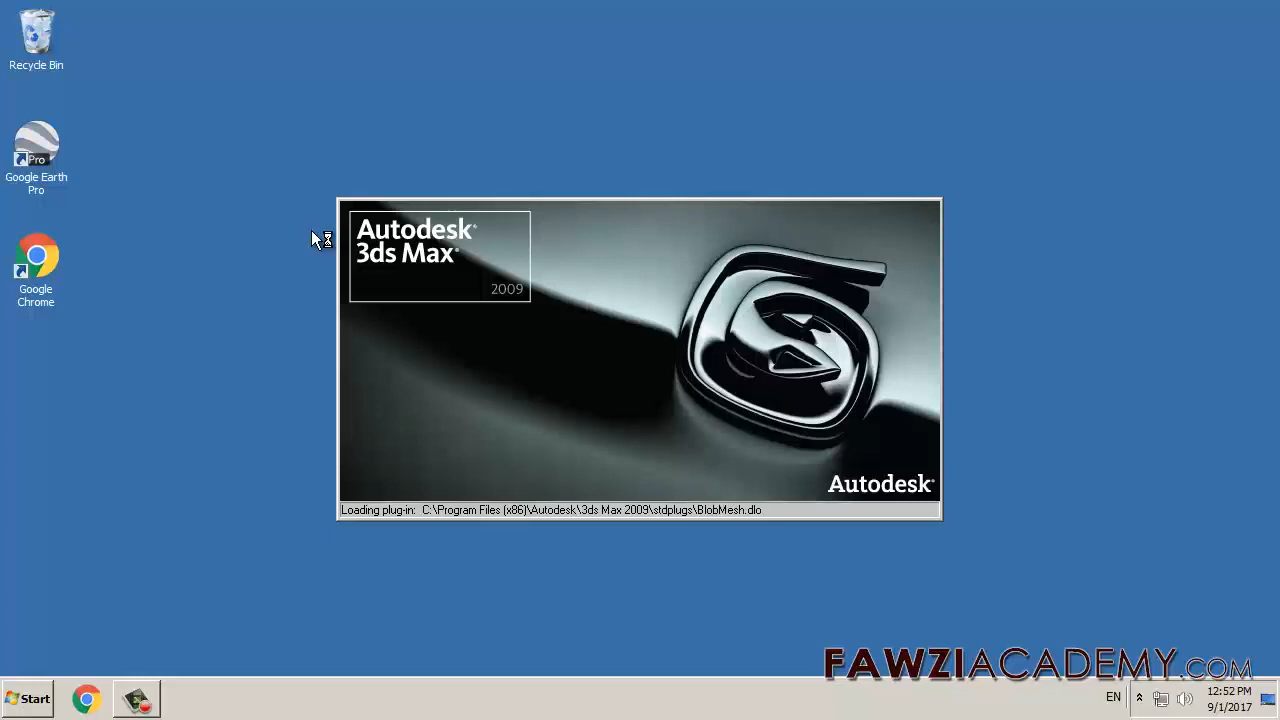 Recycle Bin
Pro
Google Earth
Pro
Google
Chrome
Autodesk®
3ds Max®
2009
Autodesk®
Loading plug-in: C:\Program Files (x86)\Autodesk\3ds Max 2009\stdplugs\BlobMesh.dlo
FAWZIACADEMY.COM
Start
EN
12:52 PM
9/1/2017